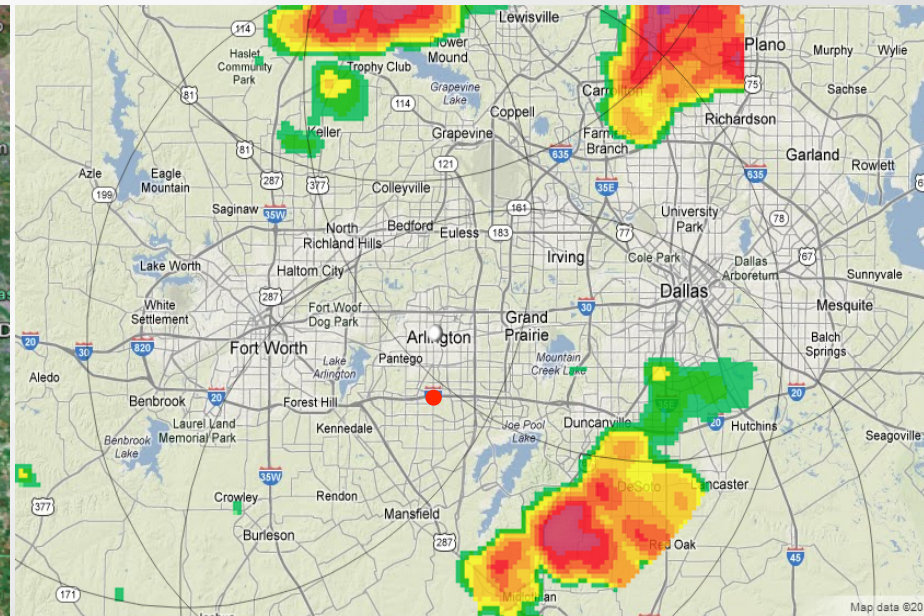 114
Lewisville
Haslet
Community
Park
Flower
Mound
Plano
Murphy
Wylie
Trophy Club
75
Grapevine
Lake
Sachse
81
114
Carrollton
Coppell
Richardson
Keller
Grapevine
Farm
Branch
81
635
Garland
121
Rowlett
Azle
Eagle
Mountain
287
377
Colleyville
35E
635
199
Saginaw
35W
161
University
Park
78
North
Richland Hills
Bedford
Euless
183
77
Lake Worth
Haltom City
Irving
Cole Park
Dallas
Arboretum
67
Sunnyvale
287
Dallas
White
Settlement
Fort Woof
Dog Park
Grand
Prairie
30
Mesquite
Arlington
20
30
820
Fort Worth
Pantego
Lake
Arlington
Mountain
Creek Lake
Balch
Springs
Aledo
Benbrook
20
Forest Hill
20
Laurel Land
Memorial Park
Kennedale
Duncanville
35E
20
Hutchins
Joe Pool
Lake
Seagoville
Benbrook
Lake
35W
377
Crowley
Rendon
DeSoto
Lancaster
Mansfield
Burleson
287
Red Oak
45
171
Midlothian
Map data ©20